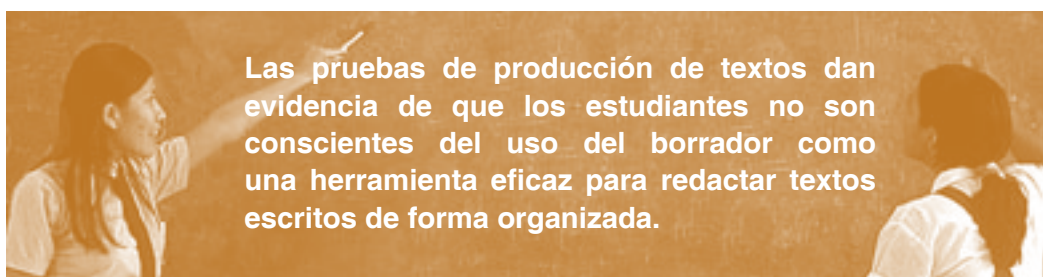 Las pruebas de producción de textos dan
evidencia de que los estudiantes no son
conscientes del uso del borrador como
una herramienta eficaz para redactar textos
escritos de forma organizada.